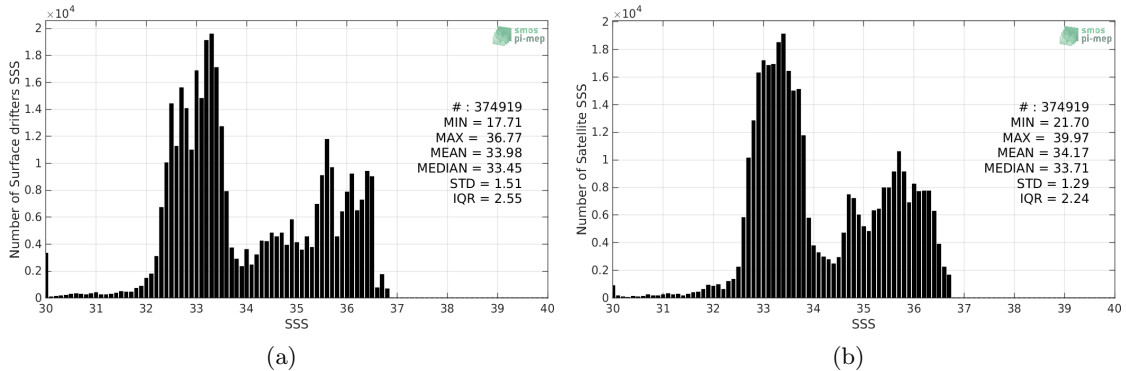 ×10⁴
2
1.8
1.6
1.4
1.2
1
0.8
0.6
0.4
0.2
0
Number of Surface drifters SSS
smos
pi-mep
# : 374919
MIN = 17.71
MAX = 36.77
MEAN = 33.98
MEDIAN = 33.45
STD = 1.51
IQR = 2.55
30 31 32 33 34 35 36 37 38 39 40
SSS
(a)
×10⁴
2
1.8
1.6
1.4
1.2
1
0.8
0.6
0.4
0.2
0
Number of Satellite SSS
smos
pi-mep
# : 374919
MIN = 21.70
MAX = 39.97
MEAN = 34.17
MEDIAN = 33.71
STD = 1.29
IQR = 2.24
30 31 32 33 34 35 36 37 38 39 40
SSS
(b)